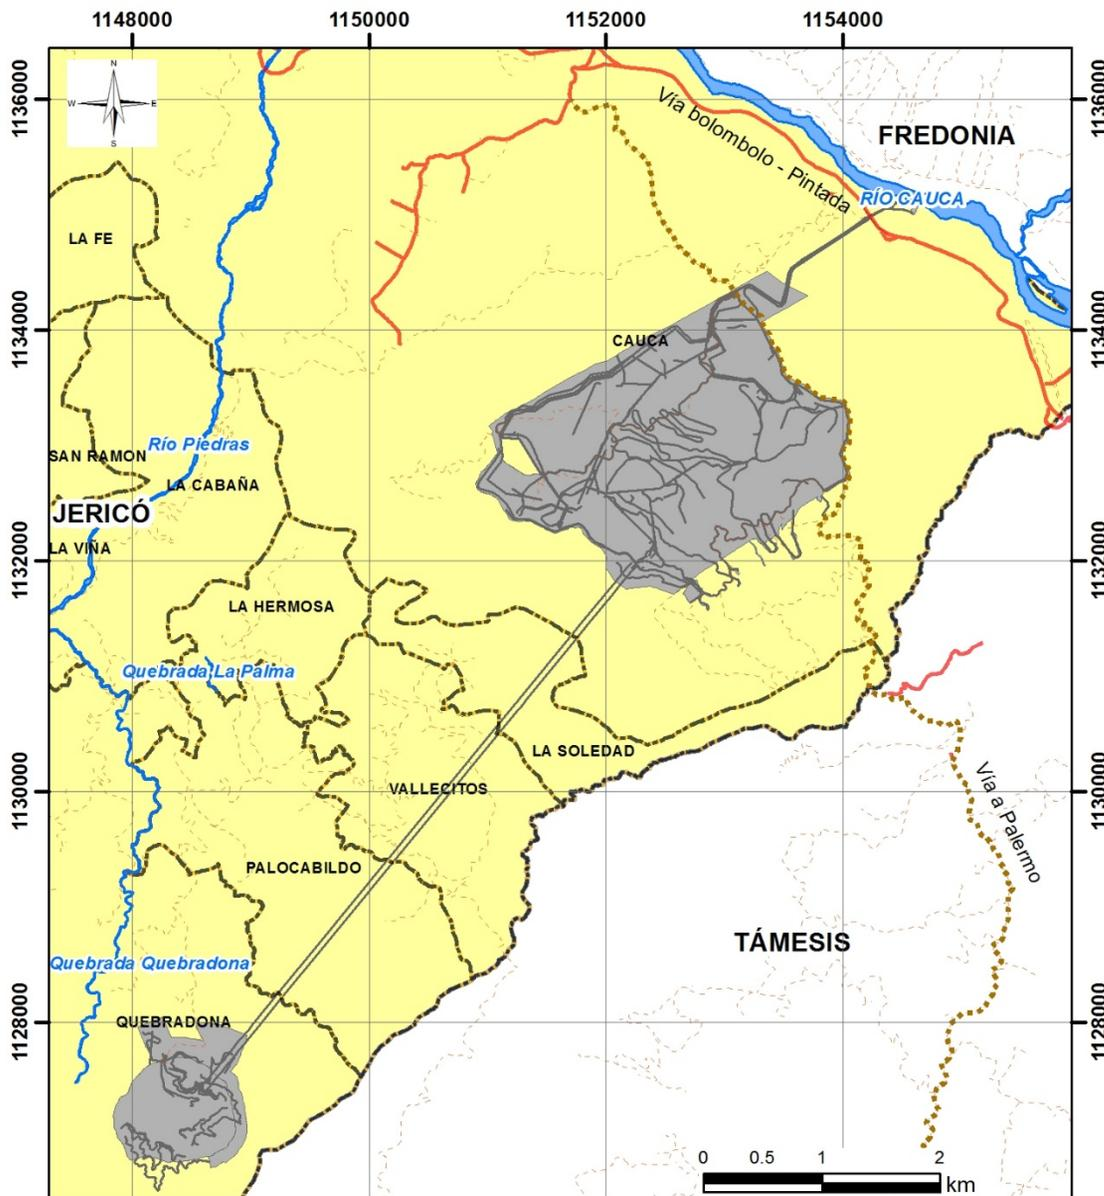 1148000 1150000 1152000 1154000
1136000
1136000
N
W E
S
Vía bolombolo - Pintada
FREDONIA
RÍO CAUCA
LA FE
1134000
1134000
CAUCA
Río Piedras
SAN RAMON
LA CABAÑA
JERICÓ
LA VIÑA
1132000
1132000
LA HERMOSA
Quebrada La Palma
LA SOLEDAD
VALLECITOS
1130000
1130000
Vía a Palermo
PALOCABILDO
TÁMESIS
Quebrada Quebradona
QUEBRADONA
1128000
1128000
0 0.5 1 2
km